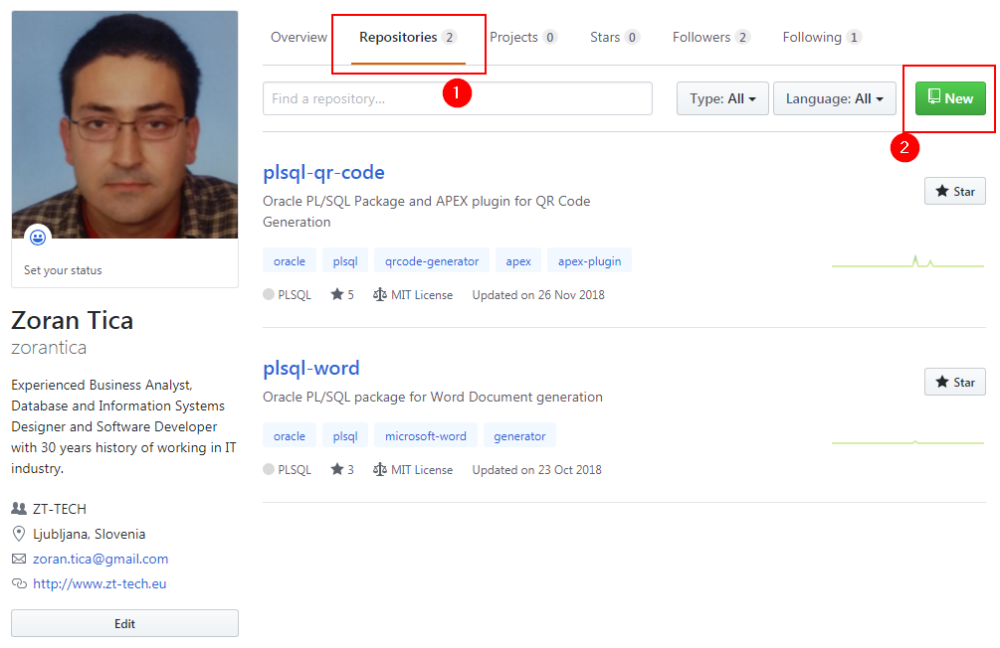 Overview Repositories 2 Projects 0 Stars 0 Followers 2 Following 1
1
Find a repository... Type: All Language: All New
2
plsql-qr-code
Star
Oracle PL/SQL Package and APEX plugin for QR Code
Generation
oracle plsql qrcode-generator apex apex-plugin
PLSQL 5 MIT License Updated on 26 Nov 2018
plsql-word
Star
Oracle PL/SQL package for Word Document generation
oracle plsql microsoft-word generator
PLSQL 3 MIT License Updated on 23 Oct 2018
Set your status
Zoran Tica
zorantica
Experienced Business Analyst,
Database and Information Systems
Designer and Software Developer
with 30 years history of working in IT
industry.
ZT-TECH
Ljubljana, Slovenia
zoran.tica@gmail.com
http://www.zt-tech.eu
Edit